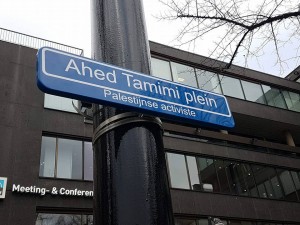 Ahed Tamimi plein
Palestijnse activiste
Meeting- & Conferen